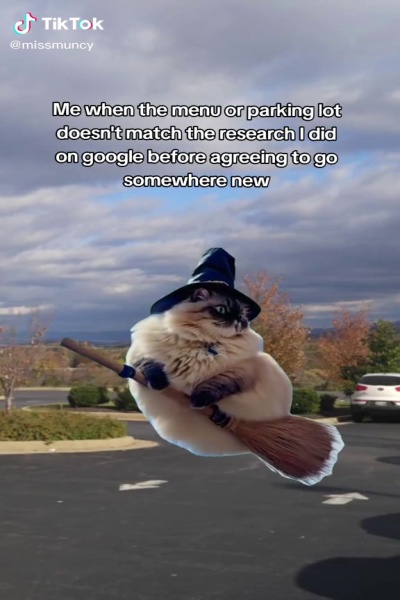 TikTok
@missmuncy
Me when the menu or parking lot
doesn't match the research I did
on google before agreeing to go
somewhere new